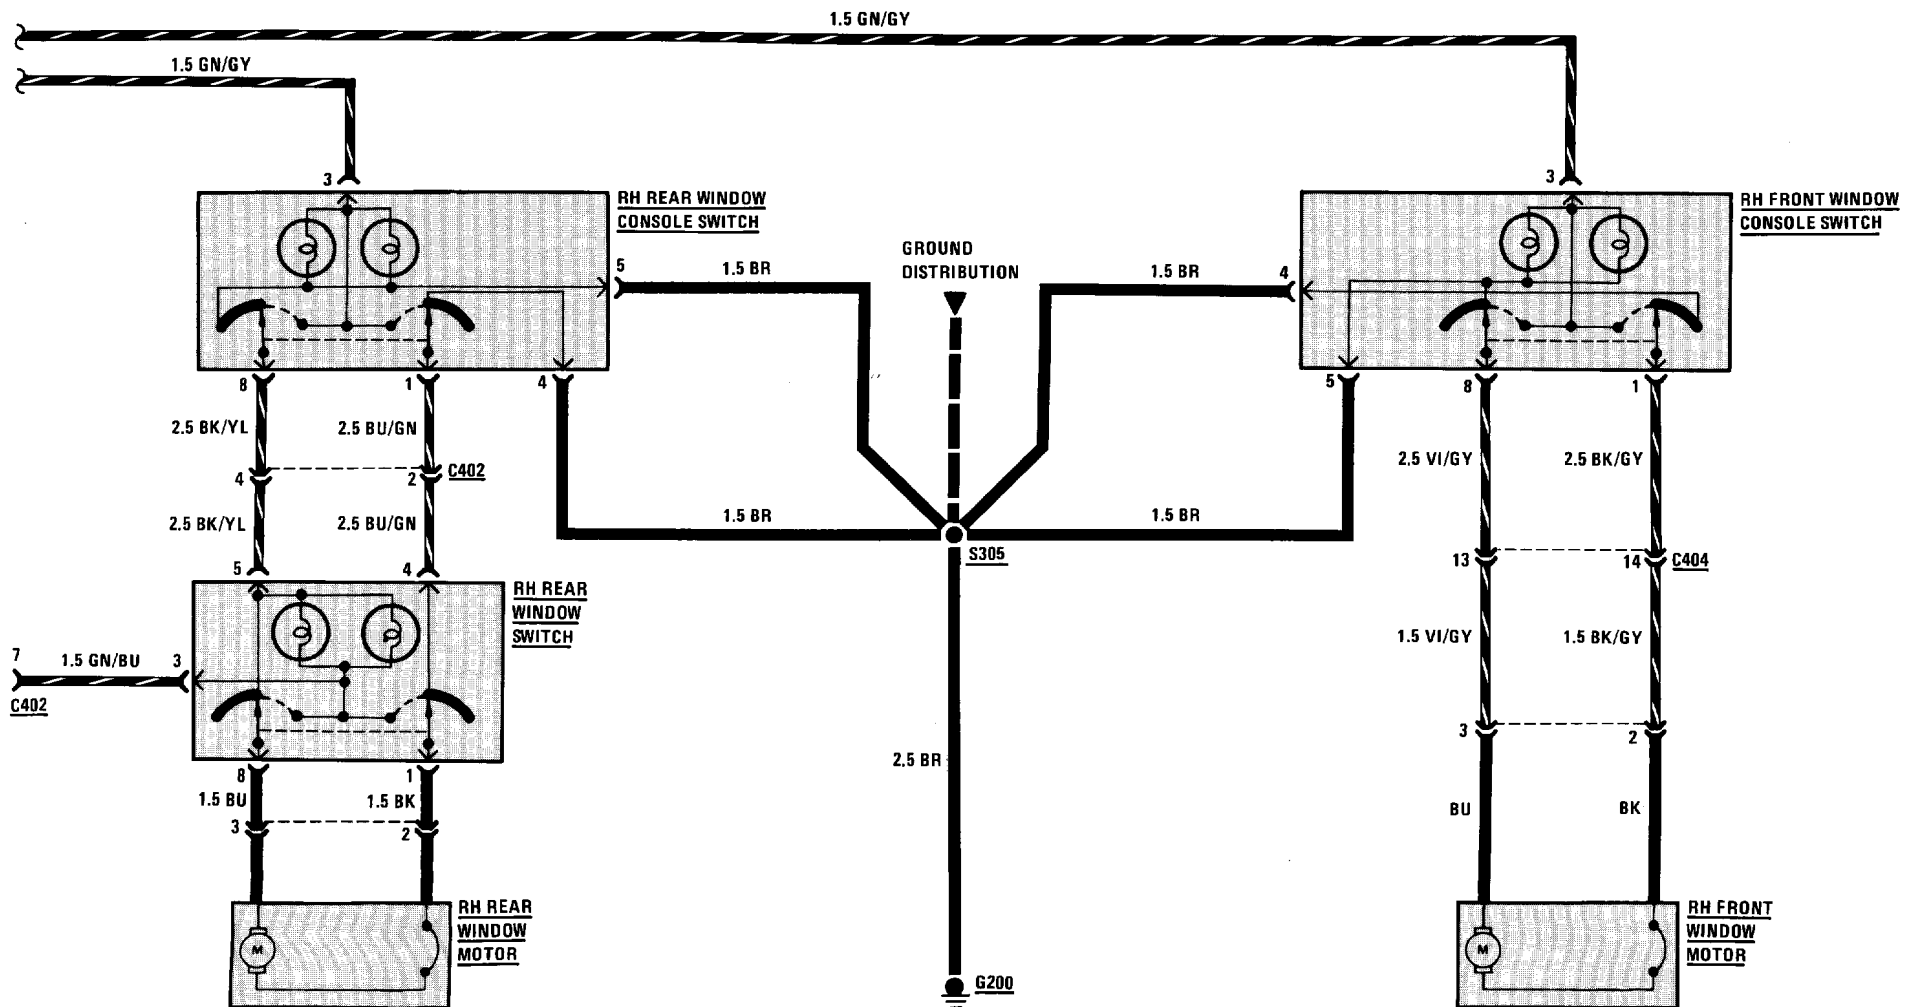 1.5 GN/GY
1.5 GN/GY
3
3
RH REAR WINDOW
CONSOLE SWITCH
RH FRONT WINDOW
CONSOLE SWITCH
GROUND
DISTRIBUTION
5
1.5 BR
1.5 BR
4
8
1
4
5
8
1
2.5 BK/YL
2.5 BU/GN
2.5 VI/GY
2.5 BK/GY
4
2
C402
2.5 BK/YL
2.5 BU/GN
1.5 BR
1.5 BR
S305
13
14
C404
5
4
RH REAR
WINDOW
SWITCH
1.5 VI/GY
1.5 BK/GY
7
1.5 GN/BU
3
C402
3
2
2.5 BR
8
1
1.5 BU
1.5 BK
BU
BK
3
2
RH REAR
WINDOW
MOTOR
M
RH FRONT
WINDOW
MOTOR
M
G200